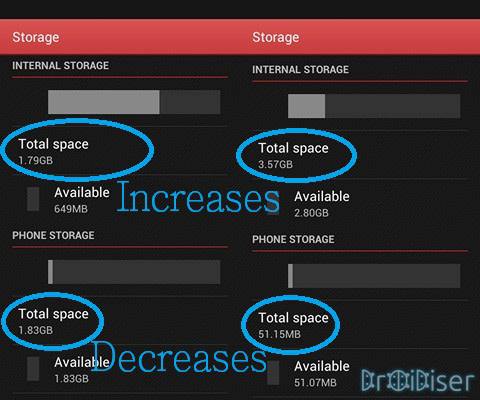 Storage
INTERNAL STORAGE
Total space
1.79GB
Available
649MB
PHONE STORAGE
Total space
1.83GB
Available
1.83GB
Storage
INTERNAL STORAGE
Total space
3.57GB
Available
2.80GB
PHONE STORAGE
Total space
51.15MB
Available
51.07MB
Increases
Decreases
DroiDiser